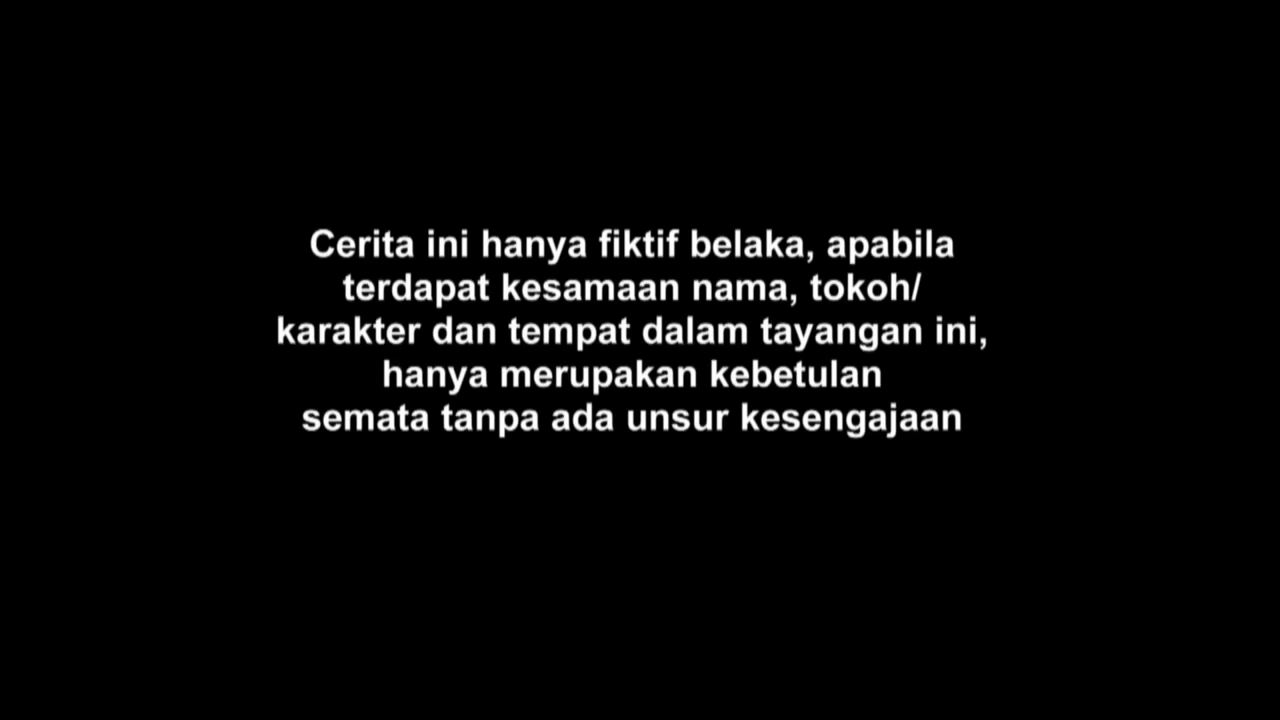 Cerita ini hanya fiktif belaka, apabila
terdapat kesamaan nama, tokoh/
karakter dan tempat dalam tayangan ini,
hanya merupakan kebetulan
semata tanpa ada unsur kesengajaan